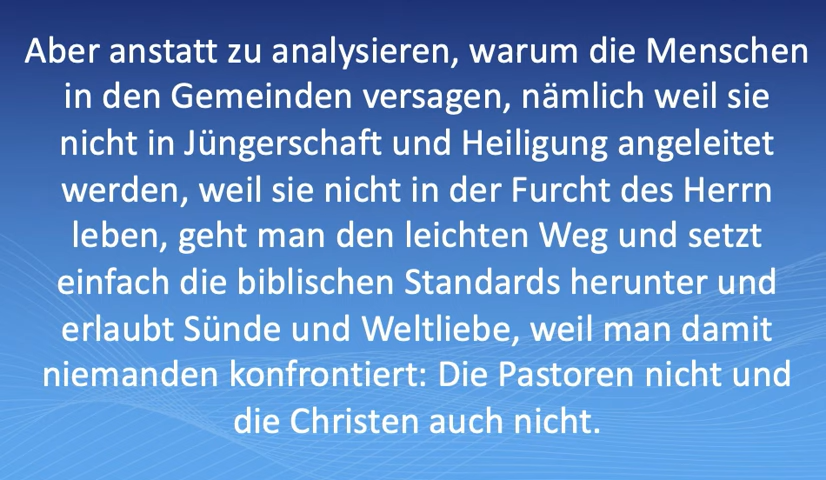 Aber anstatt zu analysieren, warum die Menschen
in den Gemeinden versagen, nämlich weil sie
nicht in Jüngerschaft und Heiligung angeleitet
werden, weil sie nicht in der Furcht des Herrn
leben, geht man den leichten Weg und setzt
einfach die biblischen Standards herunter und
erlaubt Sünde und Weltliebe, weil man damit
niemanden konfrontiert: Die Pastoren nicht und
die Christen auch nicht.